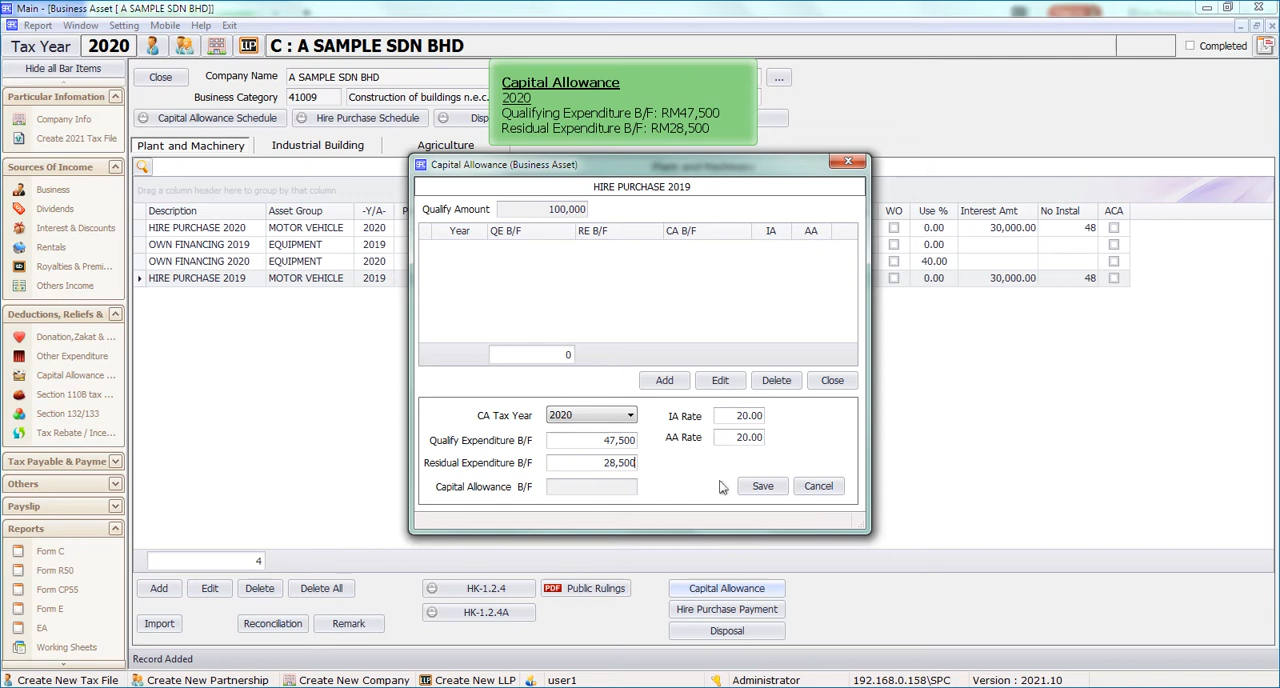 Main - [Business Asset [ A SAMPLE SDN BHD]]
Report Window Setting Mobile Help Exit
Tax Year 2020 ILP C : A SAMPLE SDN BHD Completed
Hide all Bar Items
Particular Infomation
Company Info
Create 2021 Tax File
Sources Of Income
Business
Dividends
Interest & Discounts
Rentals
Royalties & Premi...
Others Income
Deductions, Reliefs &
Donation,Zakat & ...
Other Expenditure
Capital Allowance ...
Section 110B tax ...
Section 132/133
Tax Rebate / Ince...
Tax Payable & Payme
Others
Payslip
Reports
Form C
Form R50
Form CP55
Form E
EA
Working Sheets
Close Company Name A SAMPLE SDN BHD ...
Business Category 41009 Construction of buildings n.e.c.
Capital Allowance Schedule Hire Purchase Schedule Disp
Capital Allowance
2020
Qualifying Expenditure B/F: RM47,500
Residual Expenditure B/F: RM28,500
Plant and Machinery Industrial Building Agriculture
Drag a column header here to group by that column
Description Asset Group -Y/A- P WO Use % Interest Amt No Instal ACA
HIRE PURCHASE 2020 MOTOR VEHICLE 2020 0.00 30,000.00 48
OWN FINANCING 2019 EQUIPMENT 2019 0.00
OWN FINANCING 2020 EQUIPMENT 2020 40.00
HIRE PURCHASE 2019 MOTOR VEHICLE 2019 0.00 30,000.00 48
Capital Allowance (Business Asset)
HIRE PURCHASE 2019
Qualify Amount 100,000
Year QE B/F RE B/F CA B/F IA AA
0
Add Edit Delete Close
CA Tax Year 2020 IA Rate 20.00
Qualify Expenditure B/F 47,500 AA Rate 20.00
Residual Expenditure B/F 28,500
Capital Allowance B/F Save Cancel
4
Add Edit Delete Delete All HK-1.2.4 PDF Public Rulings Capital Allowance
HK-1.2.4A Hire Purchase Payment
Import Reconciliation Remark Disposal
Record Added
Create New Tax File Create New Partnership Create New Company ILP Create New LLP user1 Administrator 192.168.0.158\SPC Version : 2021.10